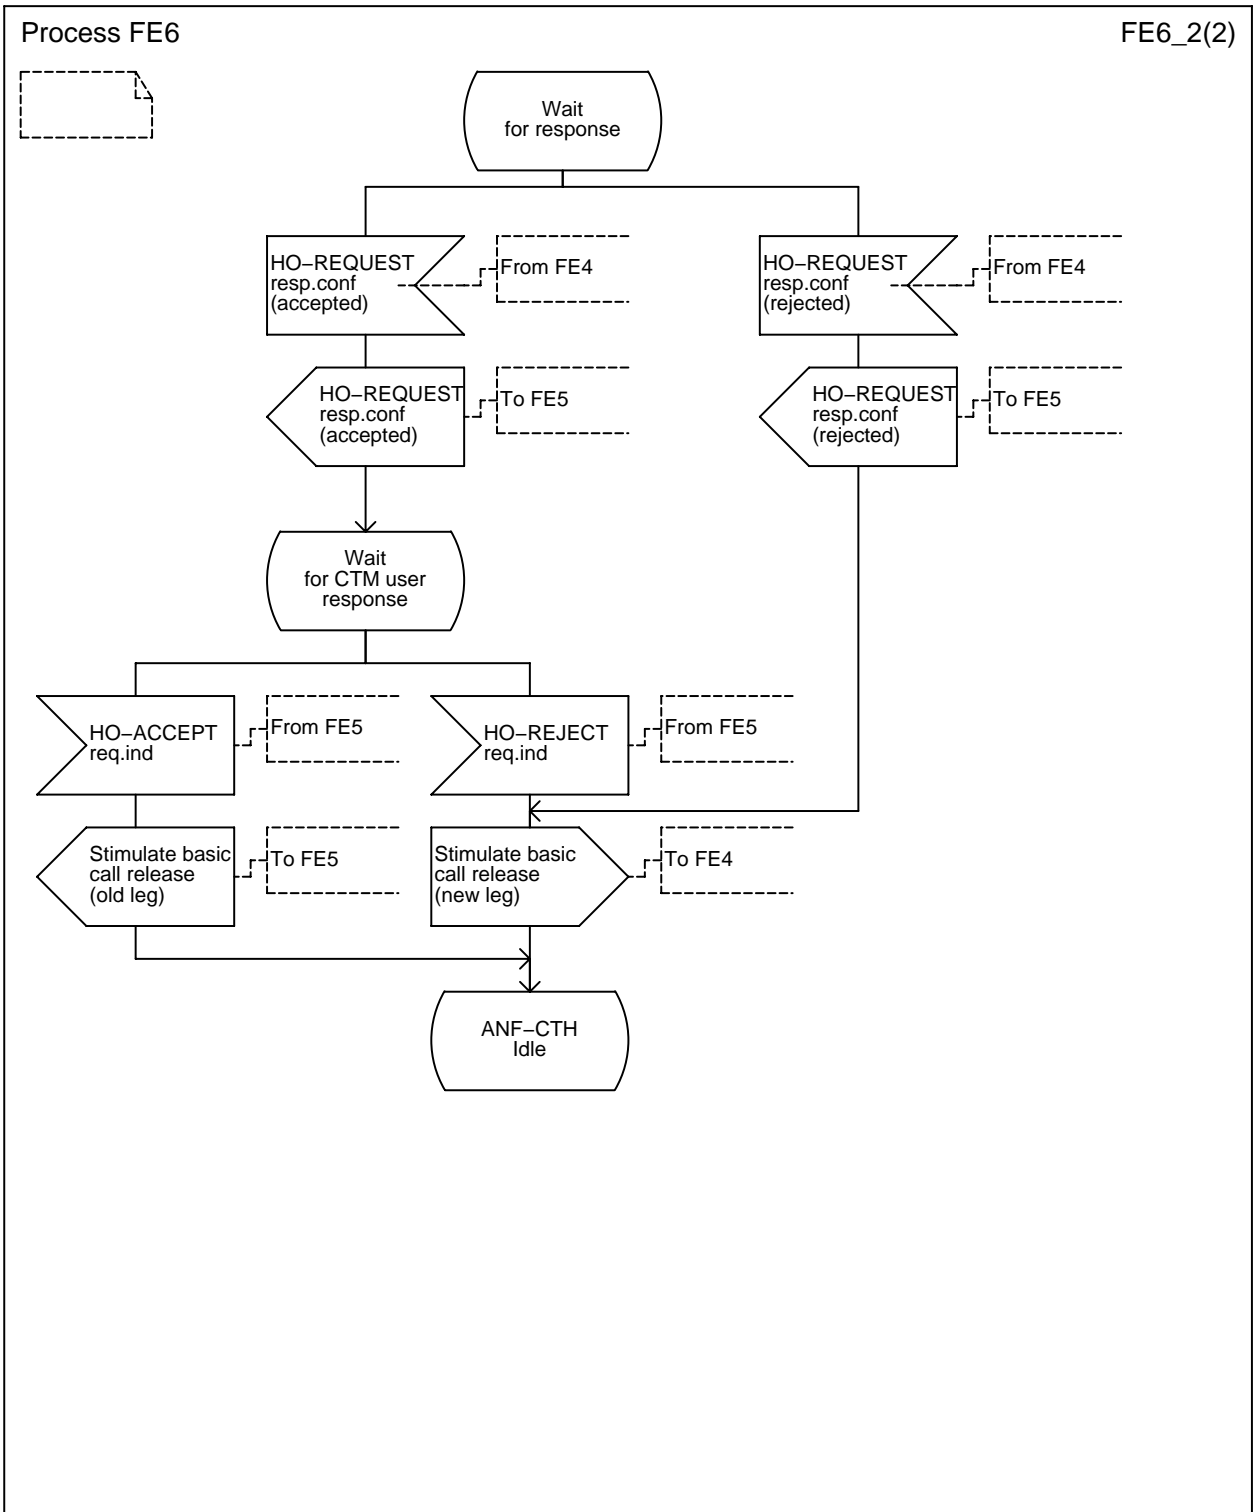 Process FE6
FE6_2(2)
Wait
for response
HO−REQUEST
resp.conf
(accepted)
From FE4
HO−REQUEST
resp.conf
(rejected)
From FE4
HO−REQUEST
resp.conf
(accepted)
To FE5
HO−REQUEST
resp.conf
(rejected)
To FE5
Wait
for CTM user
response
HO−ACCEPT
req.ind
From FE5
HO−REJECT
req.ind
From FE5
Stimulate basic
call release
(old leg)
To FE5
Stimulate basic
call release
(new leg)
To FE4
ANF−CTH
Idle